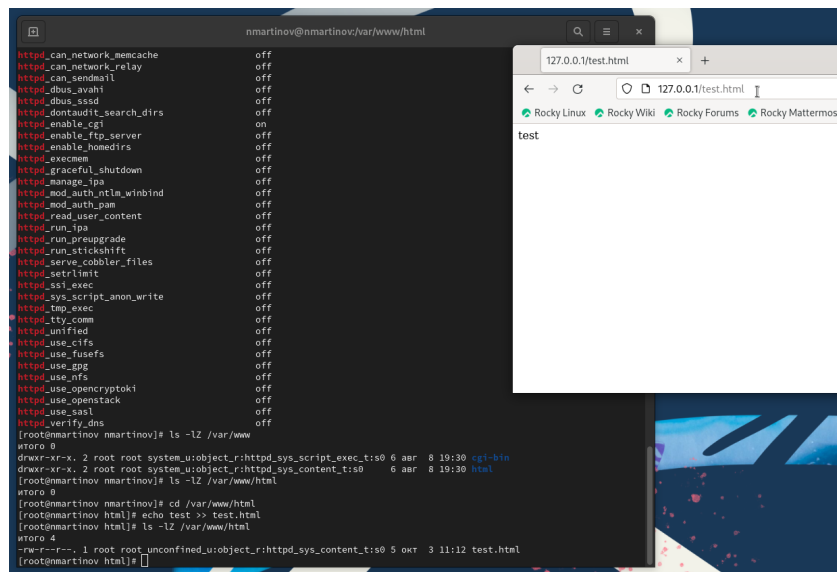 nmartinov@nmartinov:/var/www/html
httpd_can_network_memcache off
httpd_can_network_relay off
httpd_can_sendmail off
httpd_dbus_avahi off
httpd_dbus_sssd off
httpd_dontaudit_search_dirs off
httpd_enable_cgi on
httpd_enable_ftp_server off
httpd_enable_homedirs off
httpd_execmem off
httpd_graceful_shutdown off
httpd_manage_ipa off
httpd_mod_auth_ntlm_winbind off
httpd_mod_auth_pam off
httpd_read_user_content off
httpd_run_ipa off
httpd_run_preupgrade off
httpd_run_stickshift off
httpd_serve_cobbler_files off
httpd_setrlimit off
httpd_ssi_exec off
httpd_sys_script_anon_write off
httpd_tmp_exec off
httpd_tty_comm off
httpd_unified off
httpd_use_cifs off
httpd_use_fusefs off
httpd_use_gpg off
httpd_use_nfs off
httpd_use_opencryptoki off
httpd_use_openstack off
httpd_use_sasl off
httpd_verify_dns off
[root@nmartinov nmartinov]# ls -lZ /var/www
итого 0
drwxr-xr-x. 2 root root system_u:object_r:httpd_sys_script_exec_t:s0 6 авг 8 19:30 cgi-bin
drwxr-xr-x. 2 root root system_u:object_r:httpd_sys_content_t:s0 6 авг 8 19:30 html
[root@nmartinov nmartinov]# ls -lZ /var/www/html
итого 0
[root@nmartinov nmartinov]# cd /var/www/html
[root@nmartinov html]# echo test >> test.html
[root@nmartinov html]# ls -lZ /var/www/html
итого 4
-rw-r--r--. 1 root root unconfined_u:object_r:httpd_sys_content_t:s0 5 окт 3 11:12 test.html
[root@nmartinov html]#
127.0.0.1/test.html
127.0.0.1/test.html
Rocky Linux Rocky Wiki Rocky Forums Rocky Mattermos
test